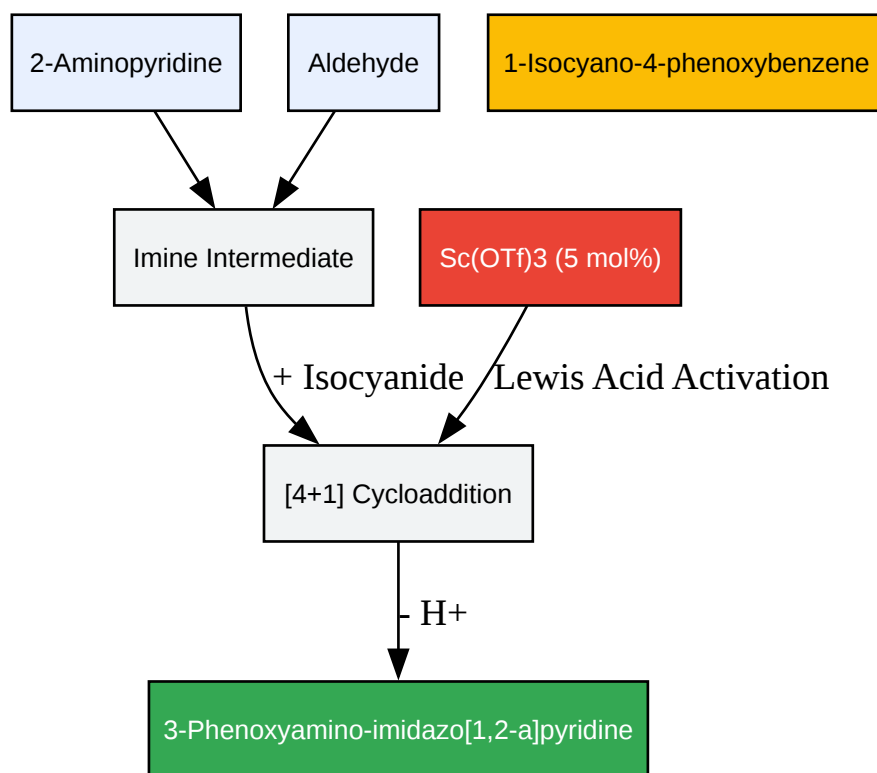 2-Aminopyridine
Aldehyde
1-Isocyano-4-phenoxybenzene
Imine Intermediate
Sc(OTf)3 (5 mol%)
+ Isocyanide
Lewis Acid Activation
[4+1] Cycloaddition
- H+
3-Phenoxyamino-imidazo[1,2-a]pyridine